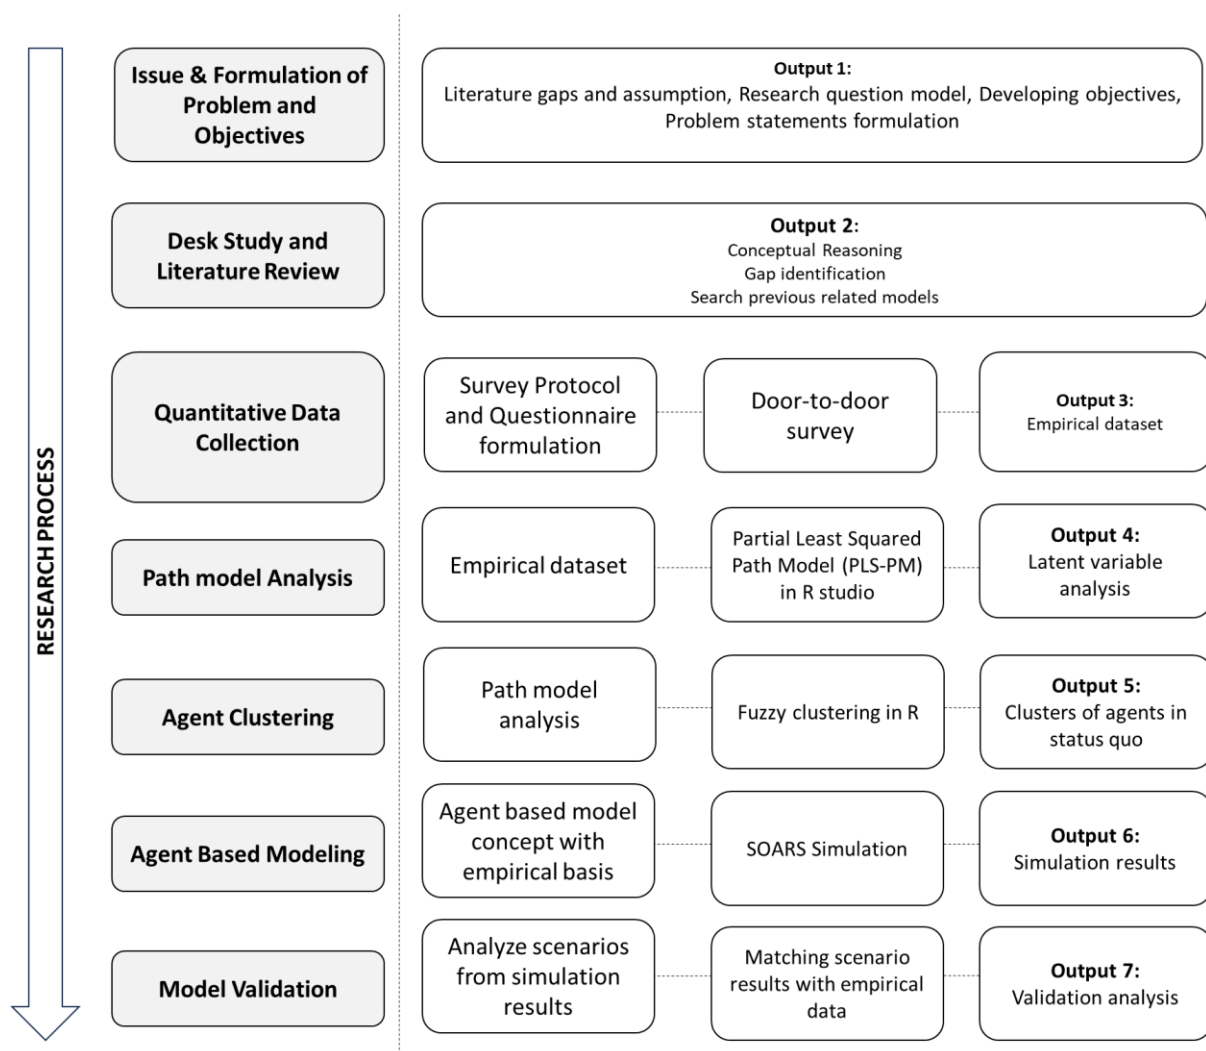 RESEARCH PROCESS
Issue & Formulation of
Problem and
Objectives
Output 1:
Literature gaps and assumption, Research question model, Developing objectives,
Problem statements formulation
Desk Study and
Literature Review
Output 2:
Conceptual Reasoning
Gap identification
Search previous related models
Quantitative Data
Collection
Survey Protocol
and Questionnaire
formulation
Door-to-door
survey
Output 3:
Empirical dataset
Path model Analysis
Empirical dataset
Partial Least Squared
Path Model (PLS-PM)
in R studio
Output 4:
Latent variable
analysis
Agent Clustering
Path model
analysis
Fuzzy clustering in R
Output 5:
Clusters of agents in
status quo
Agent Based Modeling
Agent based model
concept with
empirical basis
SOARS Simulation
Output 6:
Simulation results
Model Validation
Analyze scenarios
from simulation
results
Matching scenario
results with empirical
data
Output 7:
Validation analysis